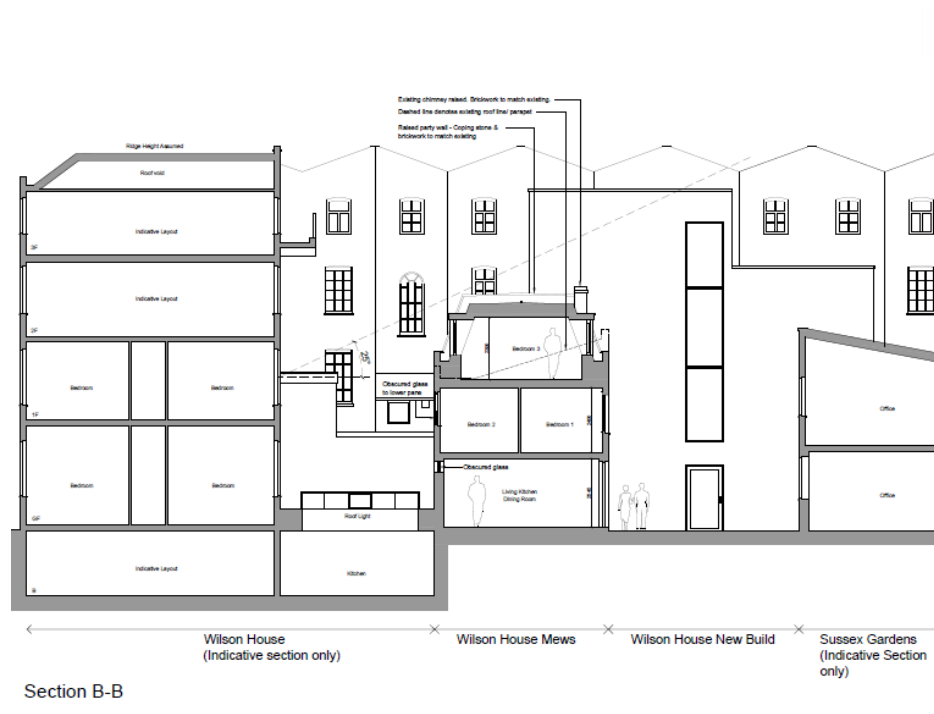 Existing chimney raised. Brickwork to match existing.
Dashed line denotes existing roof line/ parapet
Raised party wall - Coping stone &
brickwork to match existing
Ridge Height Assumed
Roof void
Indicative Layout
3F
Indicative Layout
2F
Bedroom
Bedroom
1F
Bedroom 3
Obscured glass
to lower pane
Bedroom 2
Bedroom 1
Office
Bedroom
Bedroom
GF
Obscured glass
Living Kitchen
Dining Room
Office
Roof Light
Indicative Layout
B
Kitchen
Wilson House
(Indicative section only)
Wilson House Mews
Wilson House New Build
Sussex Gardens
(Indicative Section
only)
Section B-B